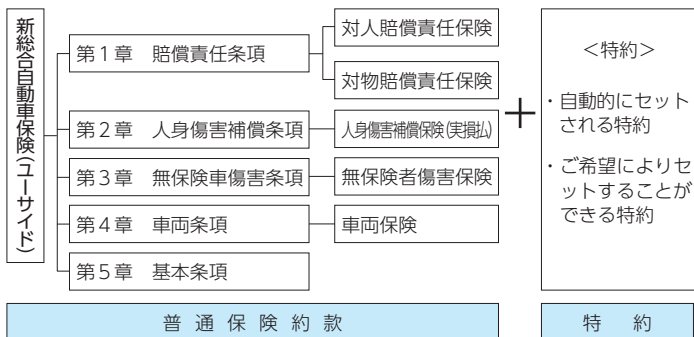 新総合自動車保険(ユーサイド)
第1章 賠償責任条項
対人賠償責任保険
対物賠償責任保険
第2章 人身傷害補償条項
人身傷害補償保険(実損払)
第3章 無保険車傷害条項
無保険者傷害保険
第4章 車両条項
車両保険
第5章 基本条項
普通保険約款
+
<特約>
・自動的にセット
される特約
・ご希望によりセ
ットすることが
できる特約
特 約